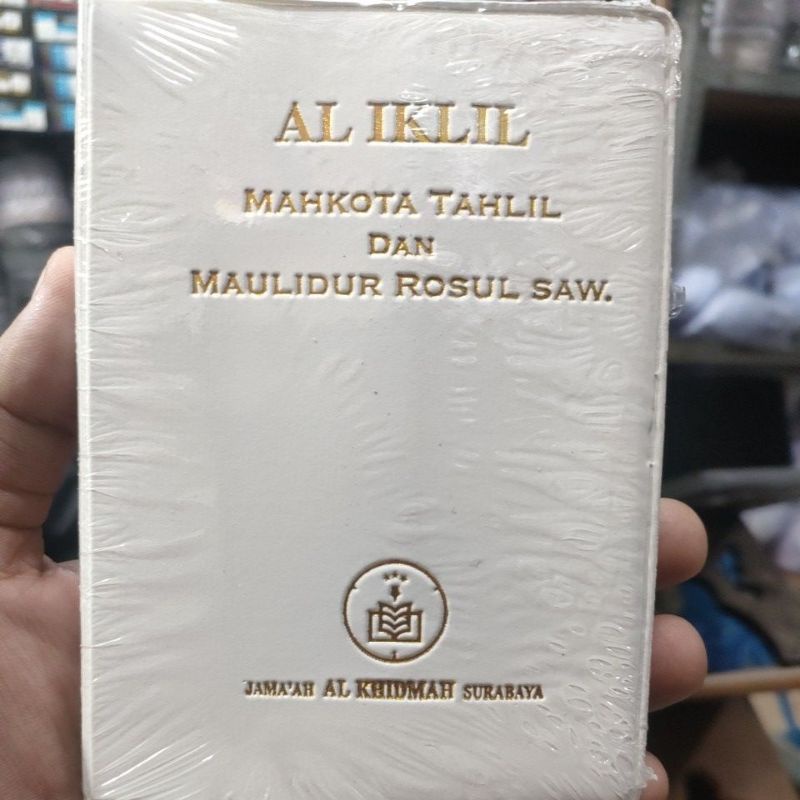 AL IKLIL
MAHKOTA TAHLIL
DAN
MAULIDUR ROSUL SAW.
JAMA'AH AL KHIDMAH SURABAYA